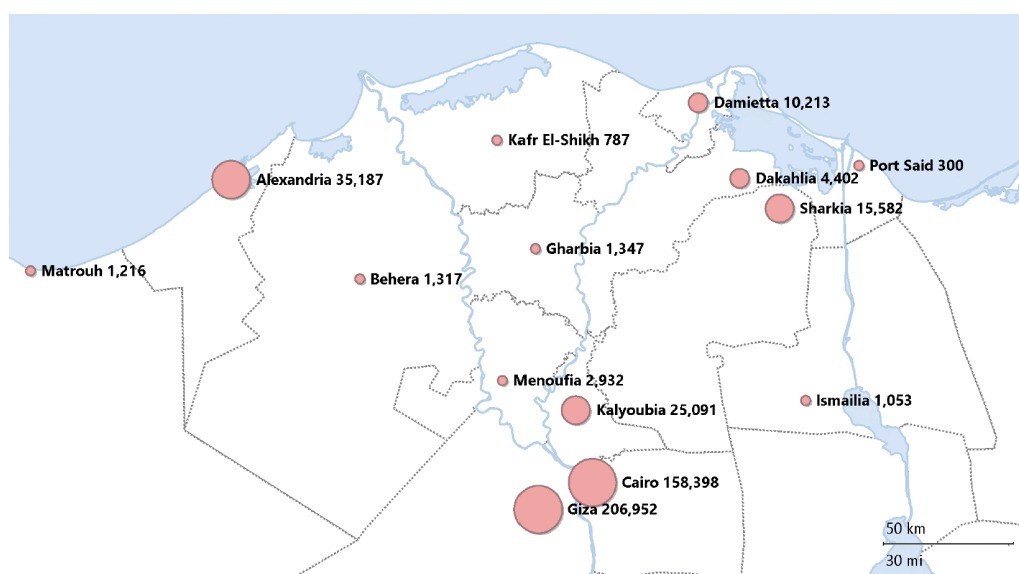 Damietta 10,213
Kafr El-Shikh 787
Port Said 300
Alexandria 35,187
Dakahlia 4,402
Sharkia 15,582
Gharbia 1,347
Matrouh 1,216
Behera 1,317
Menoufia 2,932
Ismailia 1,053
Kalyoubia 25,091
Cairo 158,398
Giza 206,952
50 km
30 mi